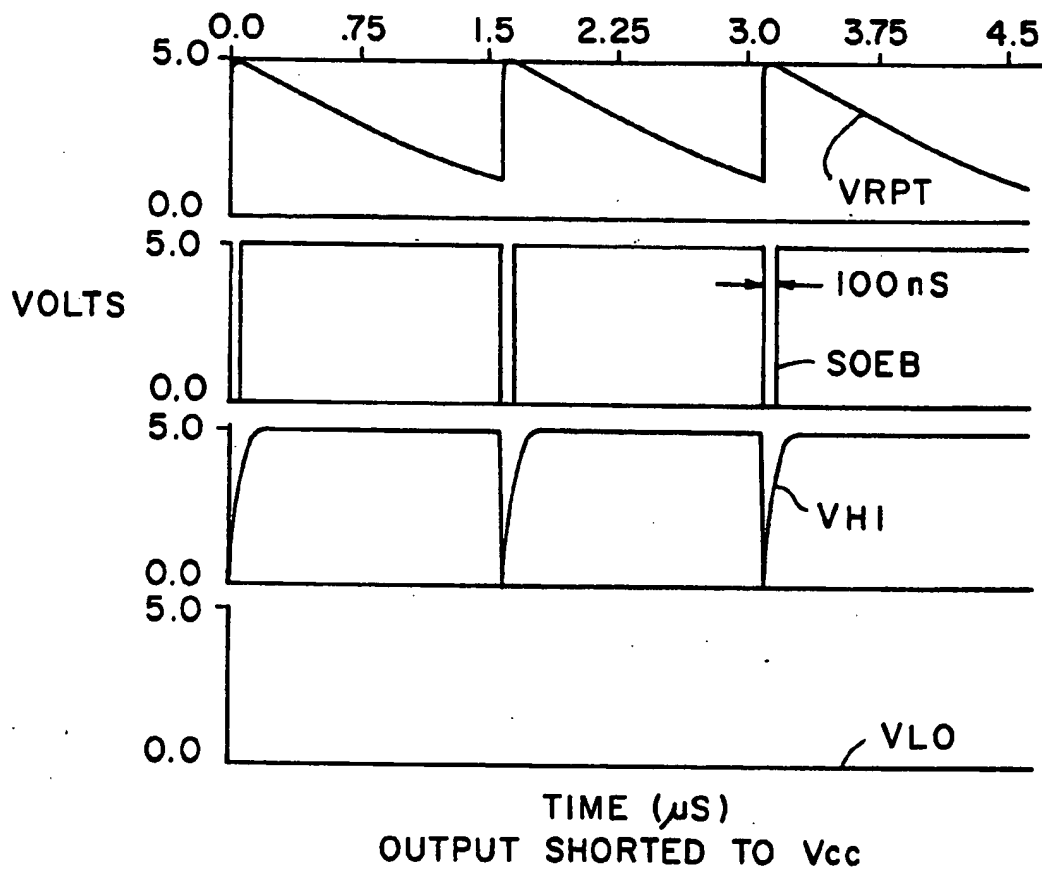 0.0 .75 1.5 2.25 3.0 3.75 4.5
5.0
VRPT
0.0
5.0
VOLTS
100nS
SOEB
0.0
5.0
VHI
0.0
5.0
VLO
0.0
TIME (µS)
OUTPUT SHORTED TO Vcc